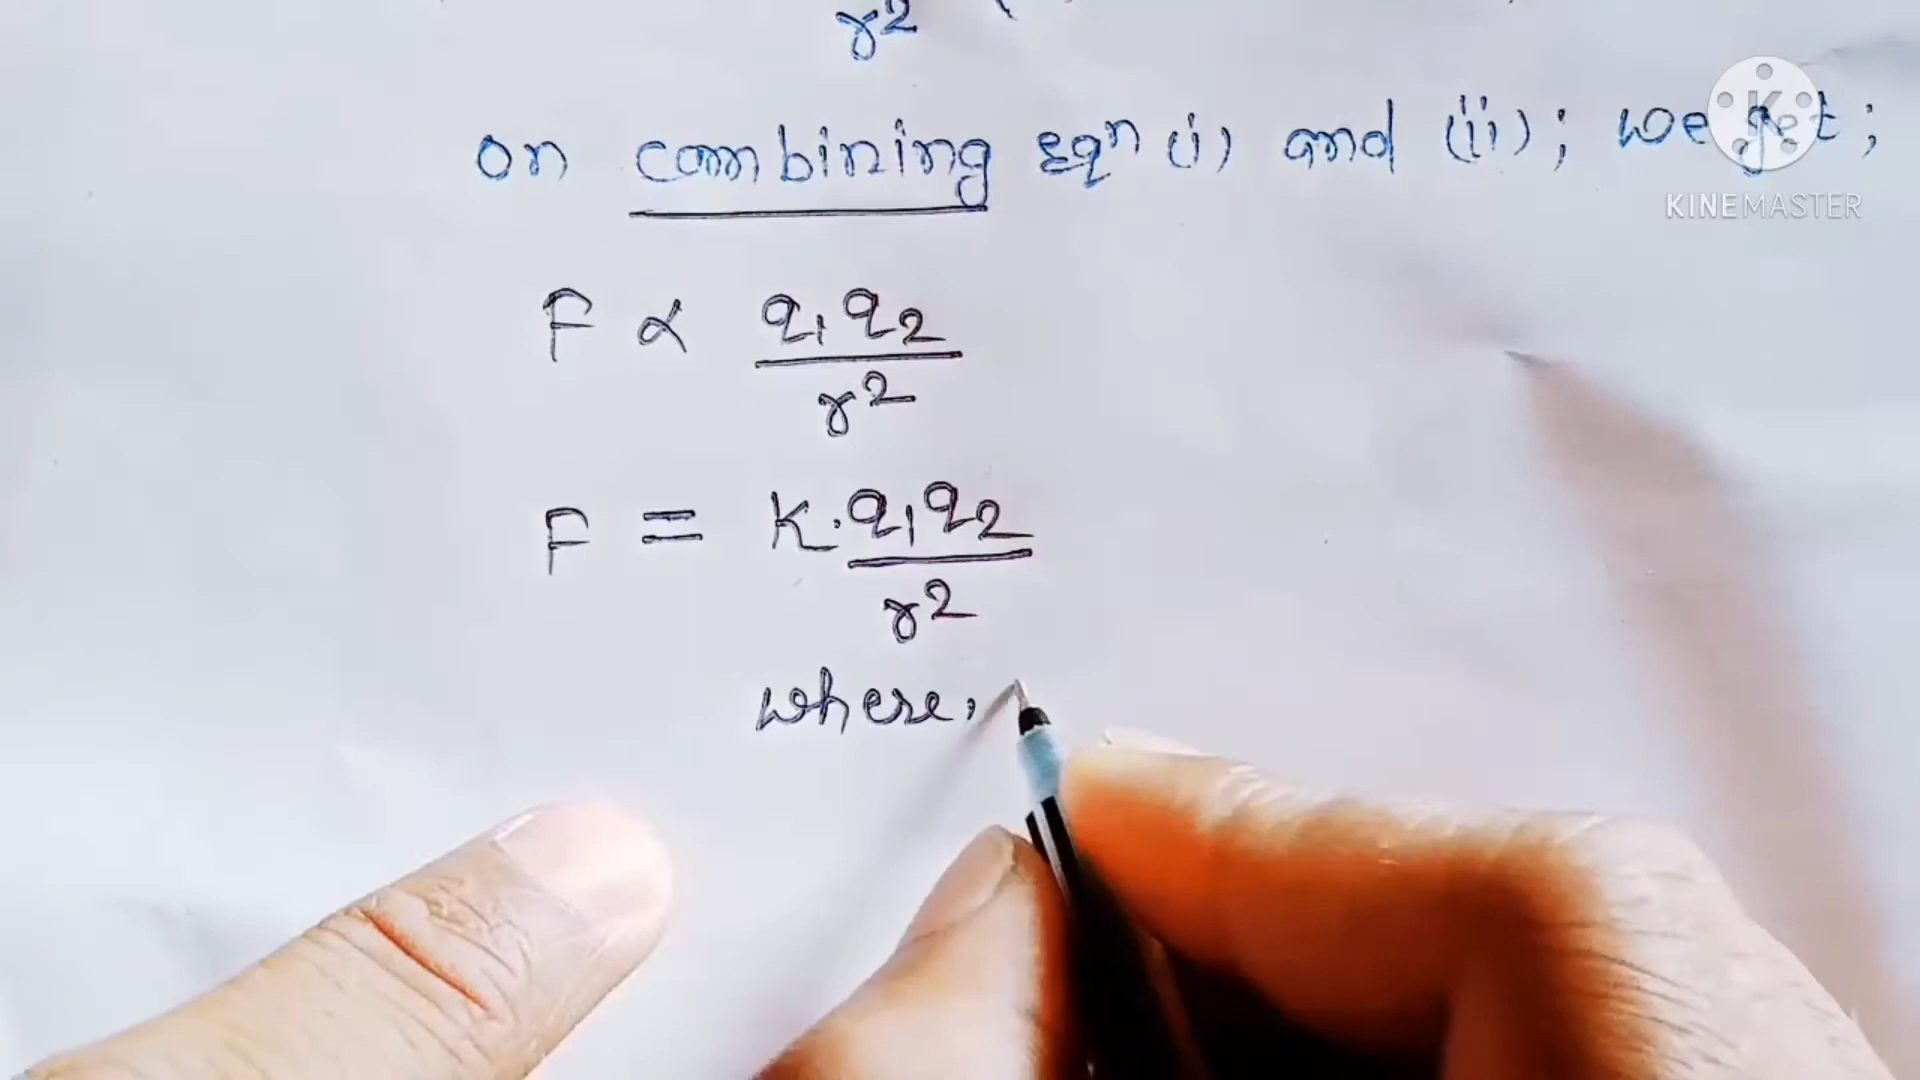 r2
on combining Eqn (i) and (ii); we get;
KINEMASTER
F ∝ q1q2
r2
F = K.q1q2
r2
where,